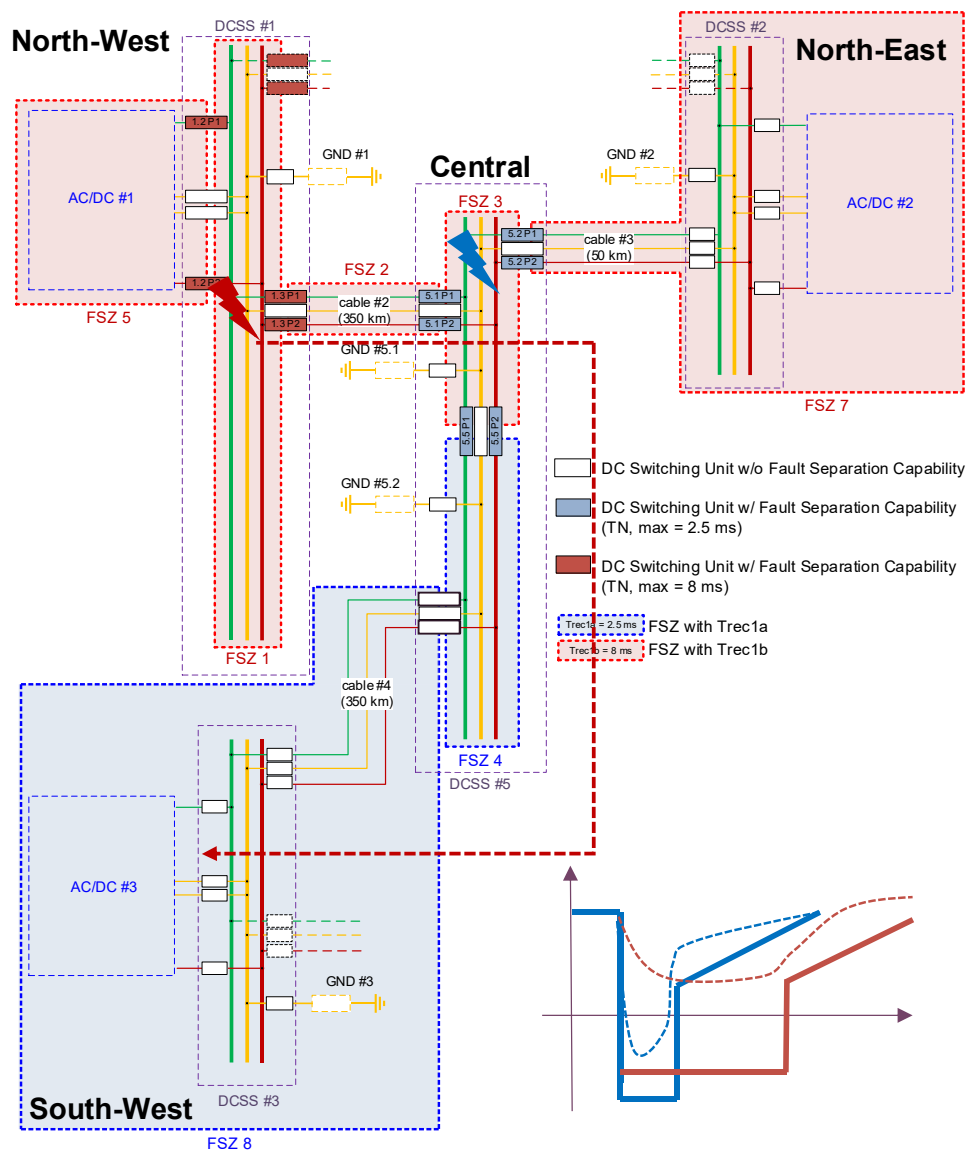 DCSS #1
North-West
DCSS #2
North-East
1.2 P1
GND #1
GND #2
Central
AC/DC #1
AC/DC #2
FSZ 3
5.2 P1
cable #3
(50 km)
5.2 P2
FSZ 2
FSZ 5
1.3 P1
cable #2
(350 km)
1.3 P2
5.1 P1
5.1 P2
GND #5.1
FSZ 7
5.5 P1
5.5 P2
DC Switching Unit w/o Fault Separation Capability
GND #5.2
DC Switching Unit w/ Fault Separation Capability
(TN, max = 2.5 ms)
DC Switching Unit w/ Fault Separation Capability
(TN, max = 8 ms)
Trec1a = 2.5 ms
FSZ with Trec1a
Trec1b = 8 ms
FSZ with Trec1b
FSZ 1
cable #4
(350 km)
FSZ 4
DCSS #5
AC/DC #3
GND #3
DCSS #3
South-West
FSZ 8